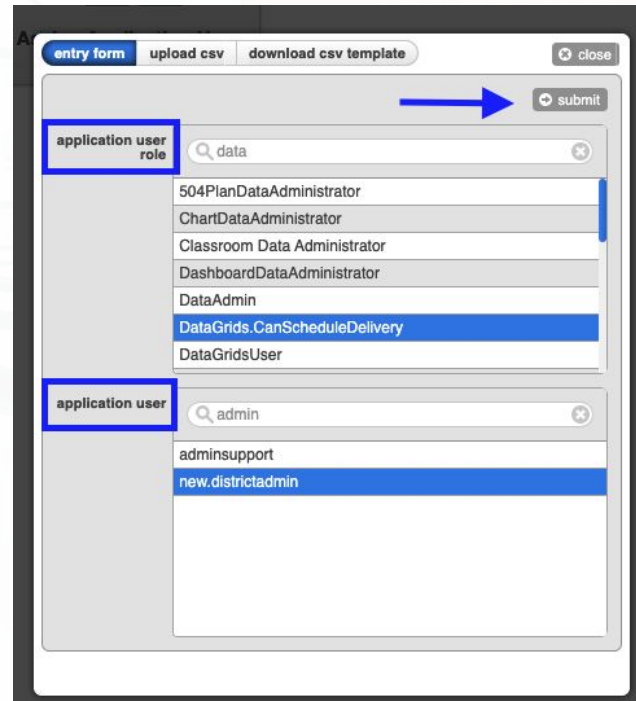 entry form upload csv download csv template close
submit
application user
role
data
504PlanDataAdministrator
ChartDataAdministrator
Classroom Data Administrator
DashboardDataAdministrator
DataAdmin
DataGrids.CanScheduleDelivery
DataGridsUser
application user
admin
adminsupport
new.districtadmin